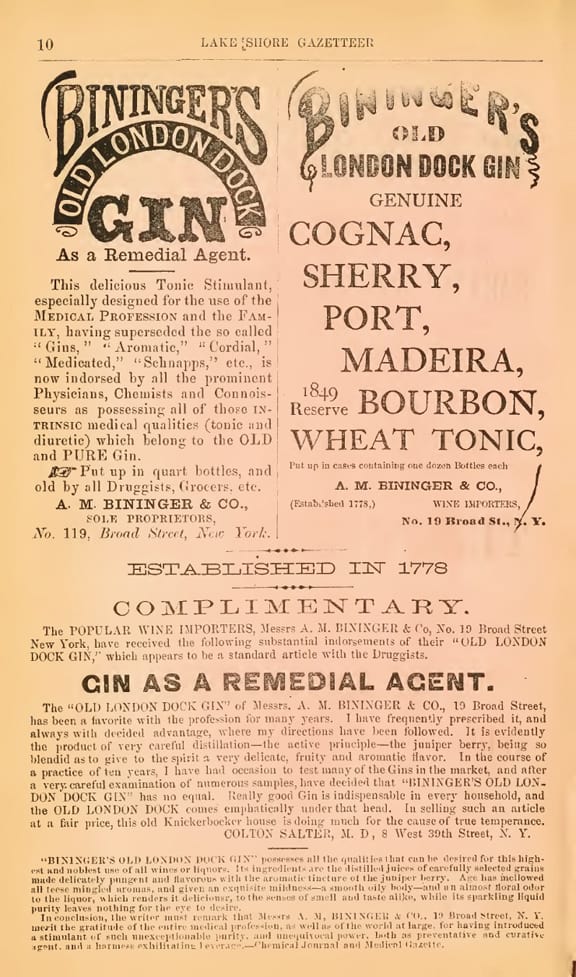 10
LAKE SHORE GAZETTEER
BININGER'S
OLD LONDON DOCK
GIN
As a Remedial Agent.
This delicious Tonic Stimulant,
especially designed for the use of the
MEDICAL PROFESSION and the FAM-
ILY, having superseded the so called
"Gins," "Aromatic," "Cordial,"
"Medicated," "Schnapps," etc., is
now indorsed by all the prominent
Physicians, Chemists and Connois-
seurs as possessing all of those IN-
TRINSIC medical qualities (tonic and
diuretic) which belong to the OLD
and PURE Gin.
Put up in quart bottles, and
old by all Druggists, Grocers, etc.
A. M. BININGER & CO.,
SOLE PROPRIETORS,
No. 119, Broad Street, New York.
BININGER'S
OLD
LONDON DOCK GIN
GENUINE
COGNAC,
SHERRY,
PORT,
MADEIRA,
1849
Reserve BOURBON,
WHEAT TONIC,
Put up in cases containing one dozen Bottles each
A. M. BININGER & CO.,
(Established 1778,) WINE IMPORTERS,
No. 19 Broad St., N. Y.
ESTABLISHED IN 1778
COMPLIMENTARY.
The POPULAR WINE IMPORTERS, Messrs A. M. BININGER & Co, No. 19 Broad Street
New York, have received the following substantial indorsements of their "OLD LONDON
DOCK GIN," which appears to be a standard article with the Druggists.
GIN AS A REMEDIAL AGENT.
The "OLD LONDON DOCK GIN" of Messrs. A. M. BININGER & CO., 19 Broad Street,
has been a favorite with the profession for many years. I have frequently prescribed it, and
always with decided advantage, where my directions have been followed. It is evidently
the product of very careful distillation—the active principle—the juniper berry, being so
blendid as to give to the spirit a very delicate, fruity and aromatic flavor. In the course of
a practice of ten years, I have had occasion to test many of the Gins in the market, and after
a very careful examination of numerous samples, have decided that "BININGER'S OLD LON-
DON DOCK GIN" has no equal. Really good Gin is indispensable in every household, and
the OLD LONDON DOCK comes emphatically under that head. In selling such an article
at a fair price, this old Knickerbocker house is doing much for the cause of true temperance.
COLTON SALTER, M. D, 8 West 39th Street, N. Y.
"BININGER'S OLD LONDON DOCK GIN" possesses all the qualities that can be desired for this high-
est and noblest use of all wines or liquors. Its ingredients are the distilled juices of carefully selected grains
made delicately pungent and flavorous with the aromatic tincture of the juniper berry. Age has mellowed
all teese mingled aromas, and given an exquisite mildness—a smooth oily body—and an almost floral odor
to the liquor, which renders it delicious, to the senses of smell and taste alike, while its sparkling liquid
purity leaves nothing for the eye to desire.
In conclusion, the writer must remark that Messrs A. M, BININGER & CO., 19 Broad Street, N. Y.
merit the gratitude of the entire medical profession, as well as of the world at large, for having introduced
a stimulant of such unexceptionable purity, and unequivocal power, both as preventative and curative
agent, and a harmless exhilitating beverage.—Chemical Journal and Medical Gazette.